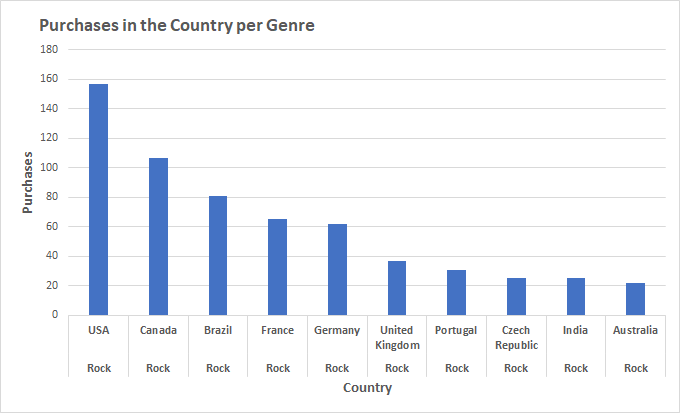 Purchases in the Country per Genre
180
160
140
120
100
80
60
40
20
0
Purchases
USA Canada Brazil France Germany United Kingdom Portugal Czech Republic India Australia
Rock Rock Rock Rock Rock Rock Rock Rock Rock Rock
Country